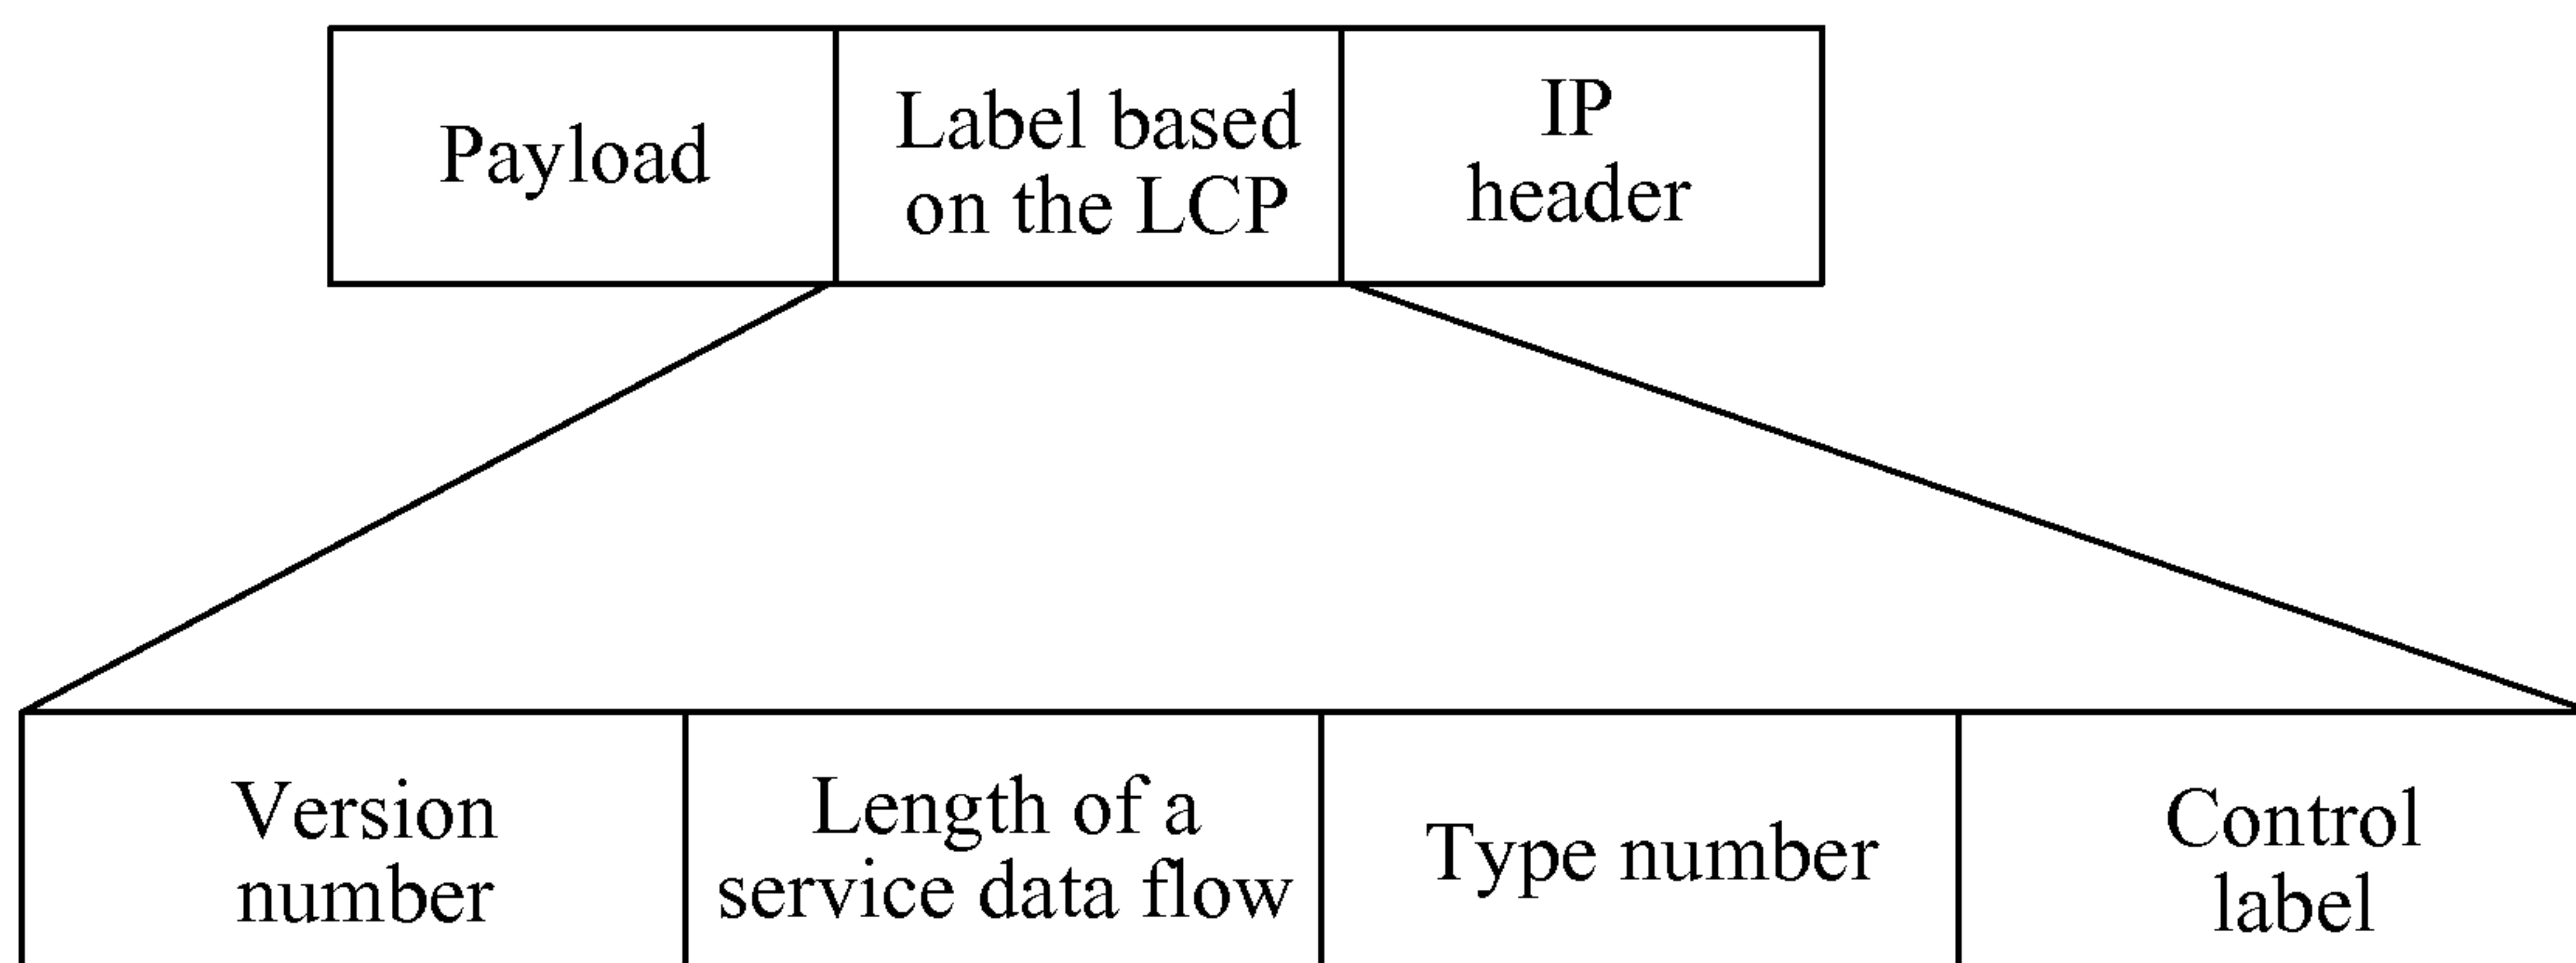 Payload
Label based
on the LCP
IP
header
Version
number
Length of a
service data flow
Type number
Control
label